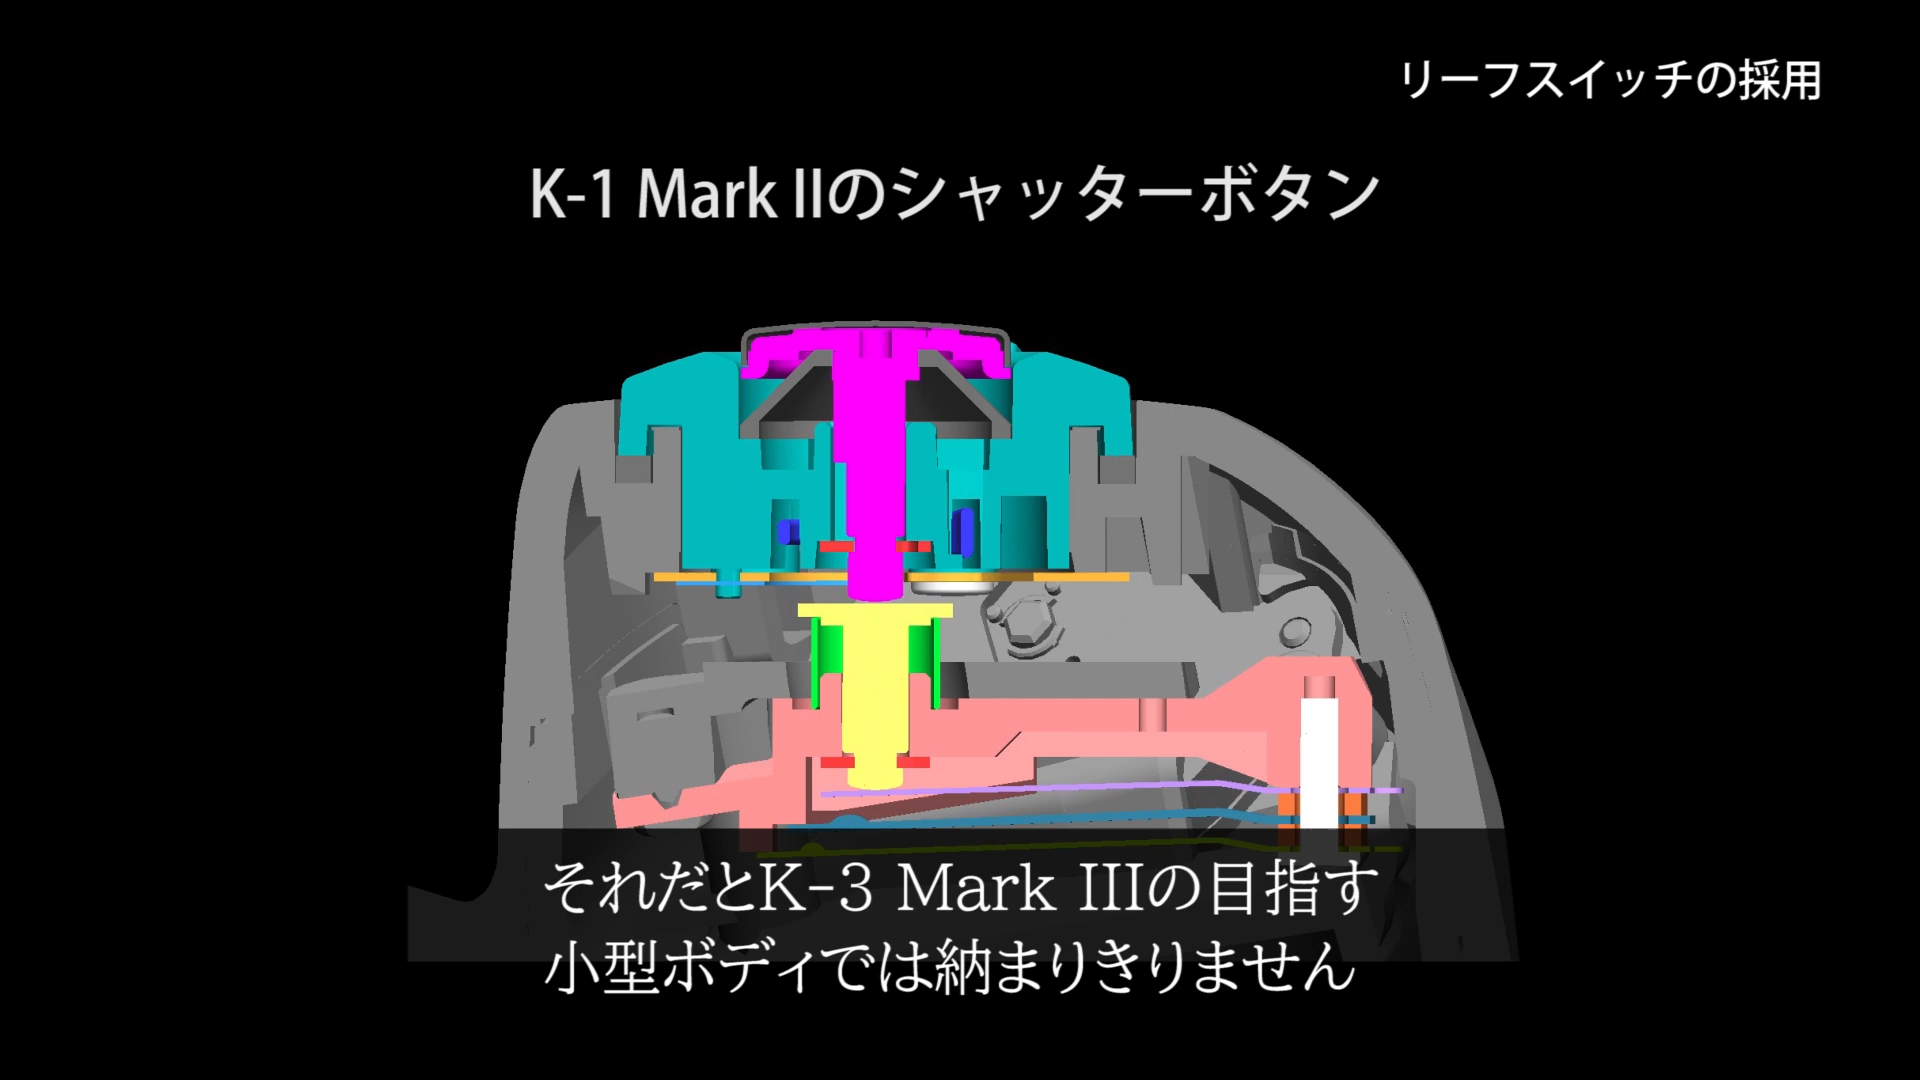 リーフスイッチの採用
K-1 Mark IIのシャッターボタン
それだとK-3 Mark IIIの目指す
小型ボディでは納まりきりません